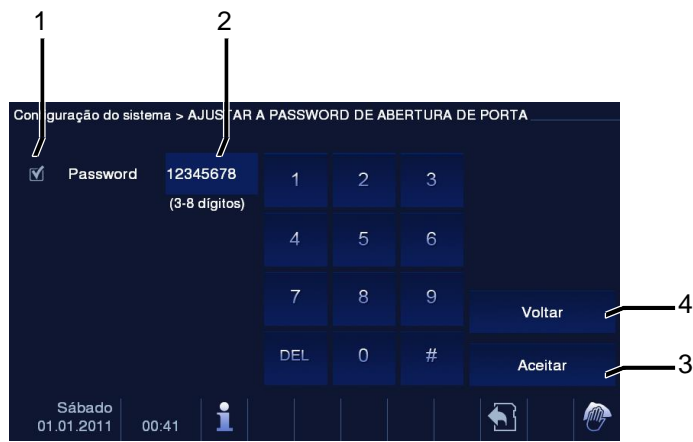 1 2
Configuração do sistema > AJUSTAR A PASSWORD DE ABERTURA DE PORTA
Password 12345678
(3-8 dígitos)
1 2 3
4 5 6
7 8 9
DEL 0 #
Voltar
4
Aceitar
3
Sábado
01.01.2011 00:41
i